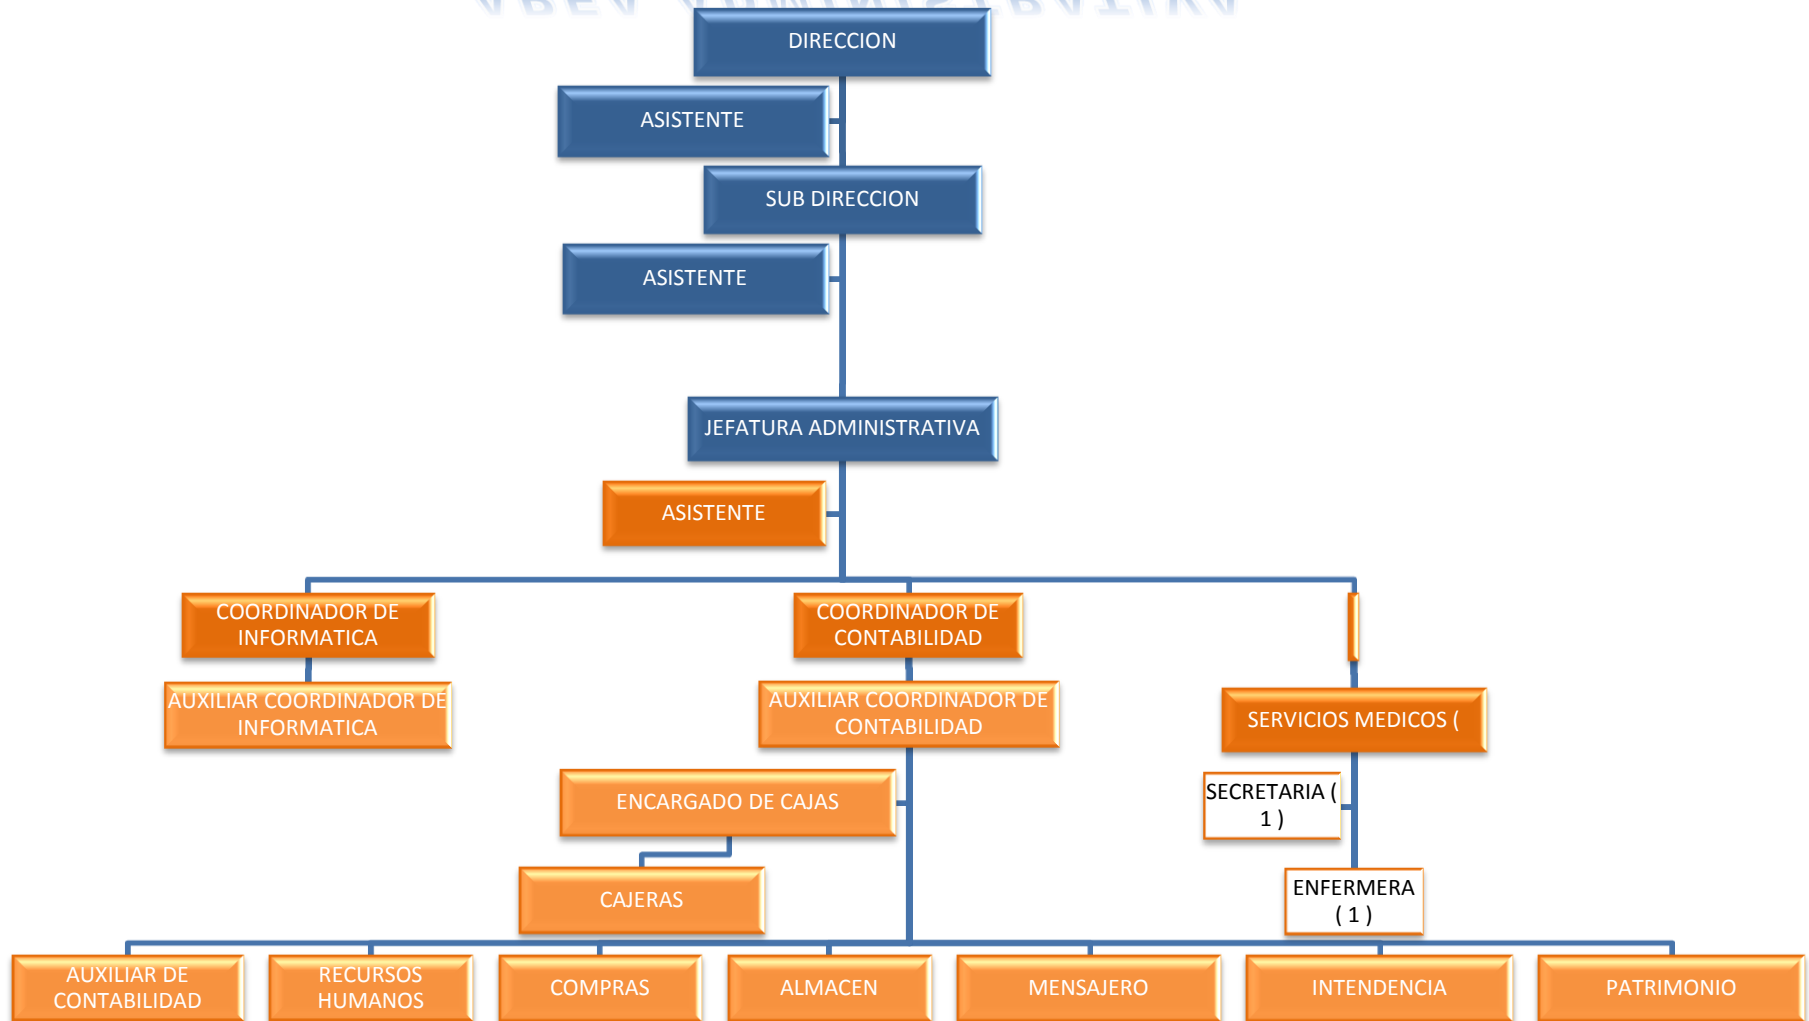 AREA ADMINISTRATIVA
DIRECCION
ASISTENTE
SUB DIRECCION
ASISTENTE
JEFATURA ADMINISTRATIVA
ASISTENTE
COORDINADOR DE
INFORMATICA
COORDINADOR DE
CONTABILIDAD
AUXILIAR COORDINADOR DE
INFORMATICA
AUXILIAR COORDINADOR DE
CONTABILIDAD
SERVICIOS MEDICOS (
ENCARGADO DE CAJAS
SECRETARIA (
1 )
CAJERAS
ENFERMERA
( 1 )
AUXILIAR DE
CONTABILIDAD
RECURSOS
HUMANOS
COMPRAS
ALMACEN
MENSAJERO
INTENDENCIA
PATRIMONIO